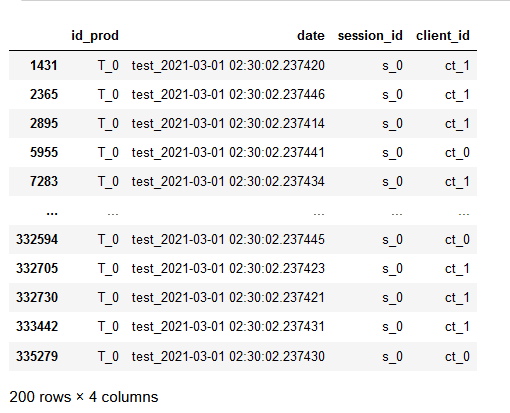 id_prod date session_id client_id
1431 T_0 test_2021-03-01 02:30:02.237420 s_0 ct_1
2365 T_0 test_2021-03-01 02:30:02.237446 s_0 ct_1
2895 T_0 test_2021-03-01 02:30:02.237414 s_0 ct_1
5955 T_0 test_2021-03-01 02:30:02.237441 s_0 ct_0
7283 T_0 test_2021-03-01 02:30:02.237434 s_0 ct_1
... ... ... ... ...
332594 T_0 test_2021-03-01 02:30:02.237445 s_0 ct_0
332705 T_0 test_2021-03-01 02:30:02.237423 s_0 ct_1
332730 T_0 test_2021-03-01 02:30:02.237421 s_0 ct_1
333442 T_0 test_2021-03-01 02:30:02.237431 s_0 ct_1
335279 T_0 test_2021-03-01 02:30:02.237430 s_0 ct_0
200 rows × 4 columns